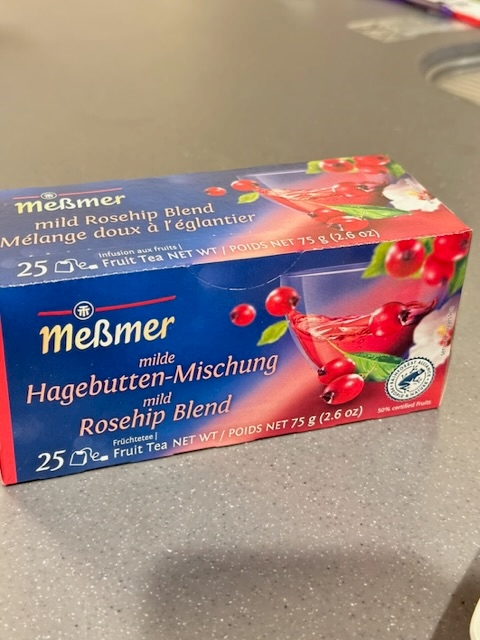 Meßmer
mild Rosehip Blend
Mélange doux à l'églantier
Infusion aux fruits |
25 Fruit Tea NET WT / POIDS NET 75 g (2.6 oz)
Meßmer
milde
Hagebutten-Mischung
mild
Rosehip Blend
Früchtetee |
25 Fruit Tea NET WT / POIDS NET 75 g (2.6 oz)
50% certified Fruits